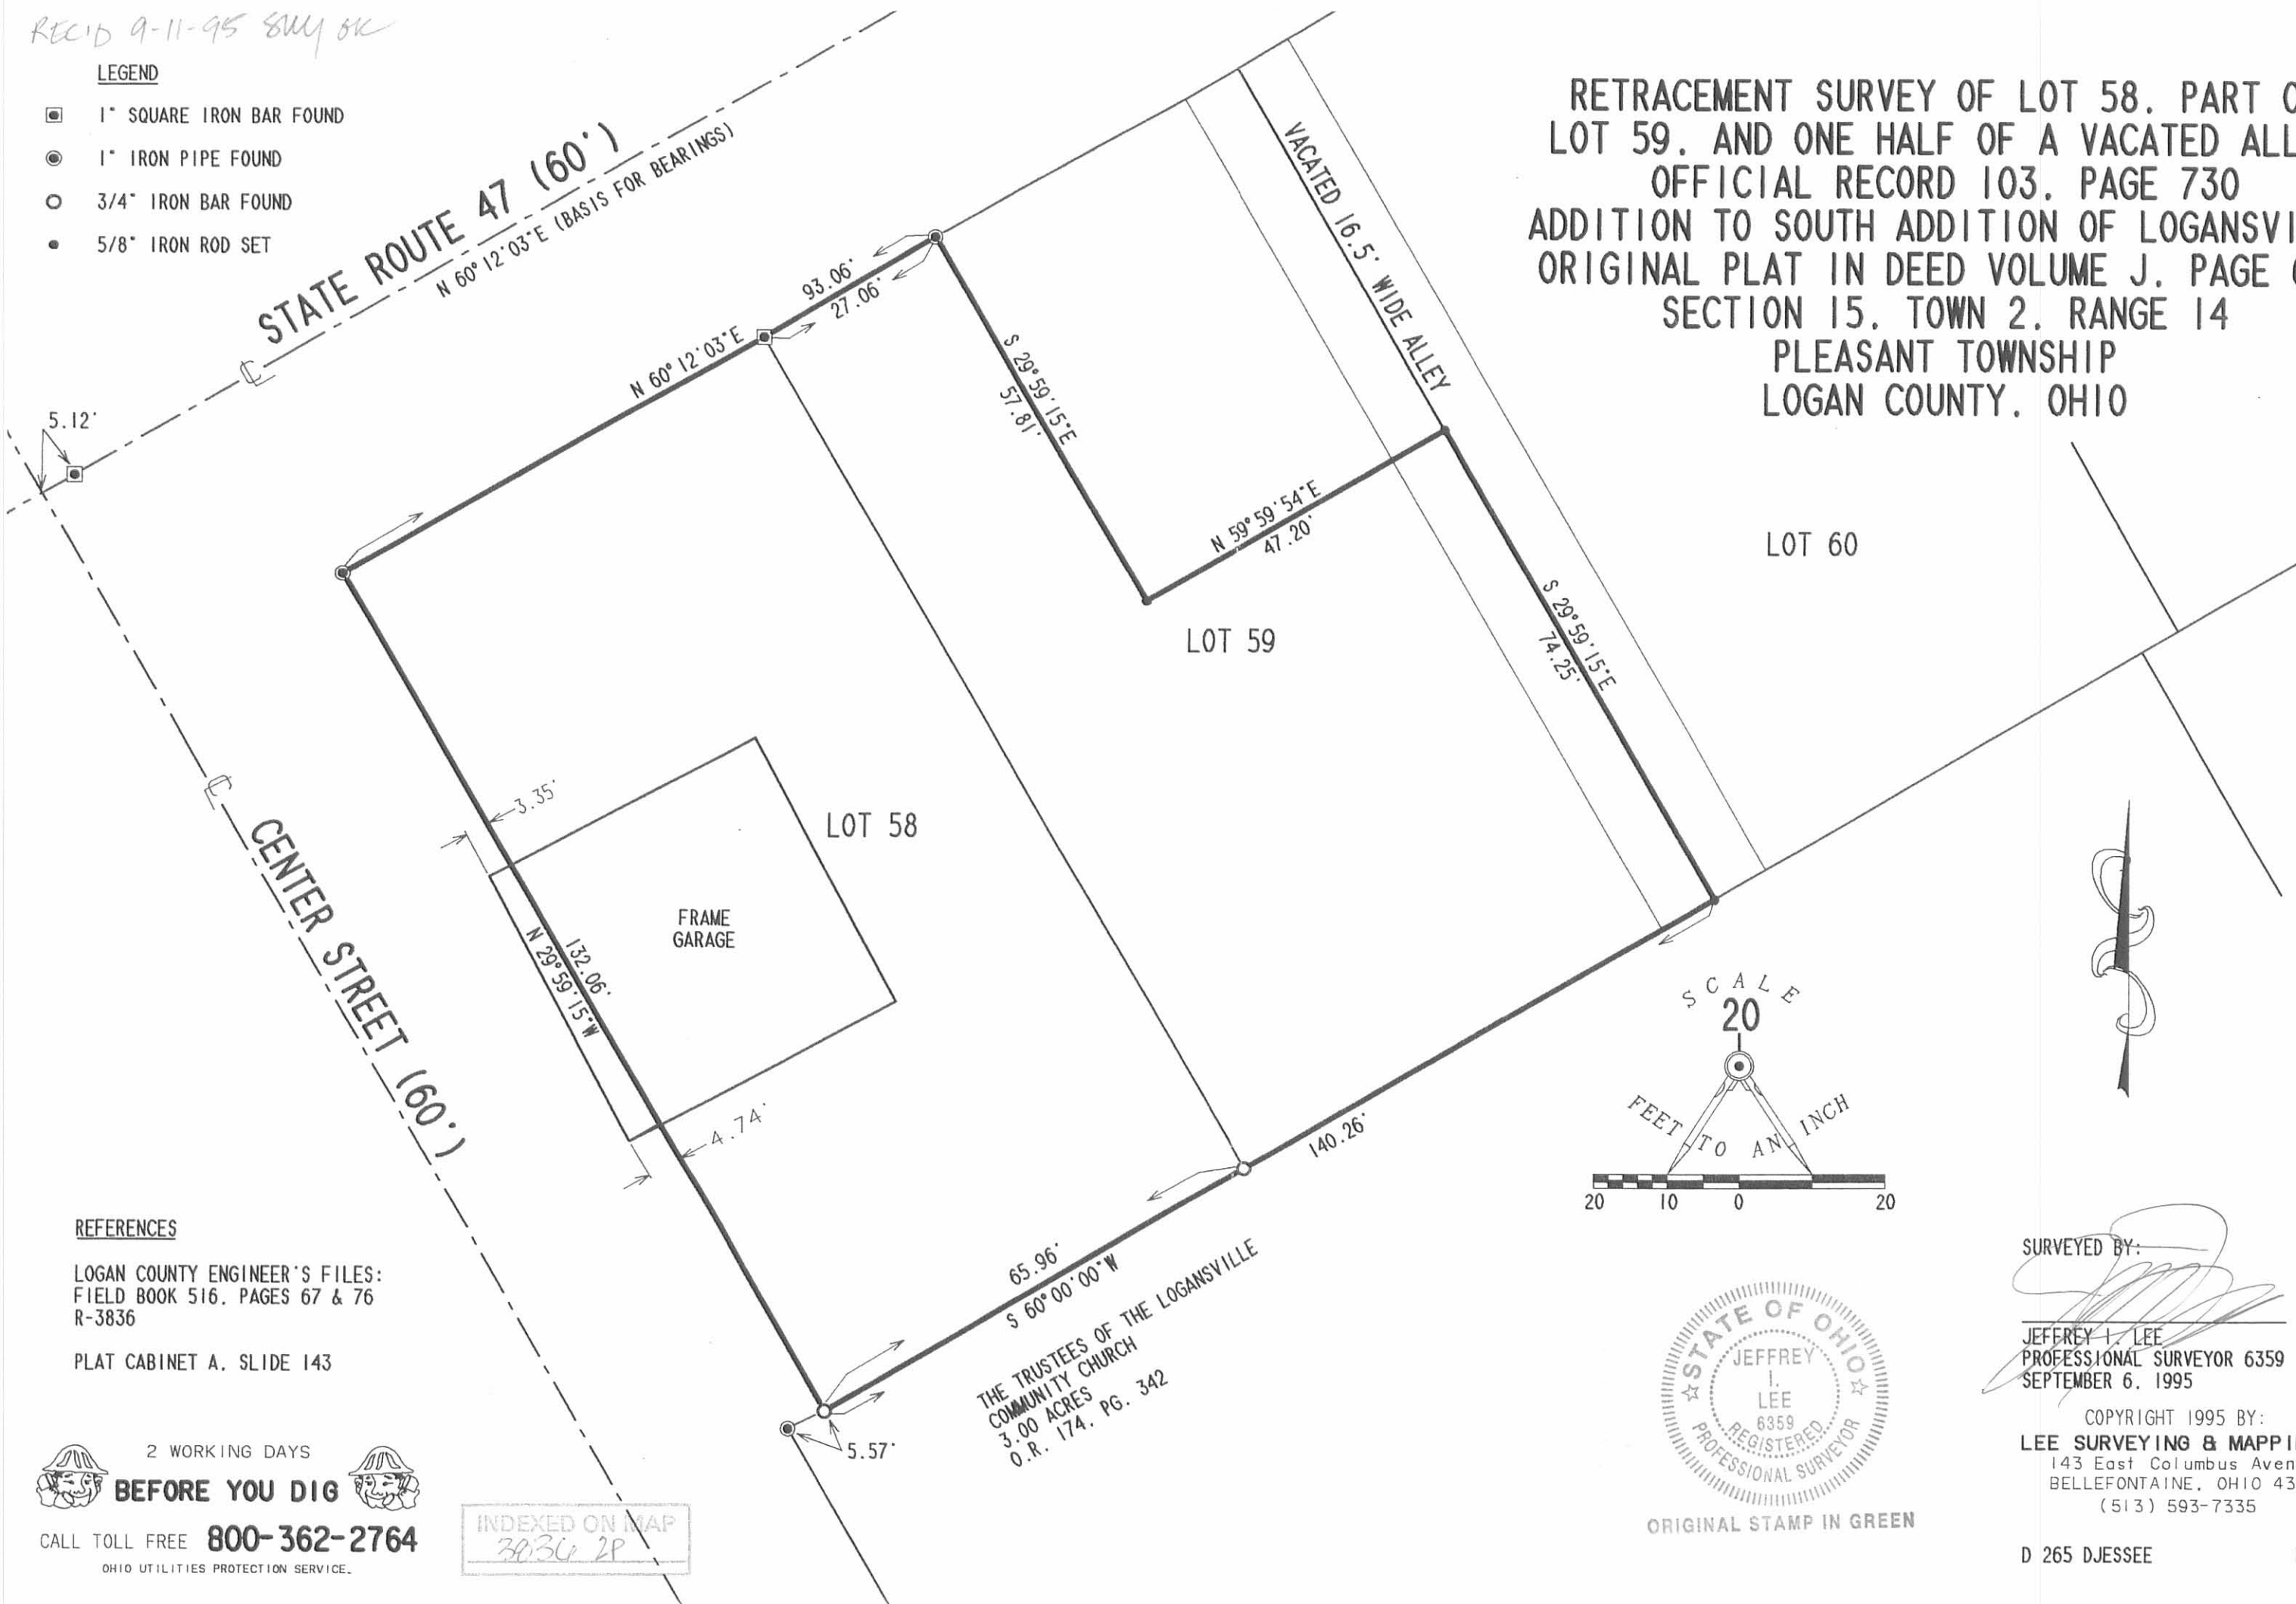 REC'D 9-11-95
LEGEND
1" SQUARE IRON BAR FOUND
1" IRON PIPE FOUND
3/4" IRON BAR FOUND
5/8" IRON ROD SET
STATE ROUTE 47 (60')
N 60° 12'03"E (BASIS FOR BEARINGS)
RETRACEMENT SURVEY OF LOT 58. PART
LOT 59. AND ONE HALF OF A VACATED ALL
OFFICIAL RECORD 103. PAGE 730
ADDITION TO SOUTH ADDITION OF LOGANSVI
ORIGINAL PLAT IN DEED VOLUME J. PAGE
SECTION 15. TOWN 2. RANGE 14
PLEASANT TOWNSHIP
LOGAN COUNTY. OHIO
5.12'
N 60° 12'03"E
93.06'
27.06'
S 29°59'15"E
57.81'
VACATED 16.5' WIDE ALLEY
N 59°59'54"E
47.20'
LOT 60
LOT 59
S 29°59'15"E
74.25'
3.35'
LOT 58
FRAME
GARAGE
CENTER STREET (60')
132.06'
N 29°59'15"W
4.74'
140.26'
65.96'
S 60°00'00"W
THE TRUSTEES OF THE LOGANSVILLE
COMMUNITY CHURCH
3.00 ACRES
O.R. 174. PG. 342
5.57'
SCALE
20
FEET TO AN INCH
20 10 0 20
REFERENCES
LOGAN COUNTY ENGINEER'S FILES:
FIELD BOOK 516. PAGES 67 & 76
R-3836
PLAT CABINET A. SLIDE 143
2 WORKING DAYS
BEFORE YOU DIG
CALL TOLL FREE 800-362-2764
OHIO UTILITIES PROTECTION SERVICE.
INDEXED ON MAP
STATE OF OHIO
JEFFREY
I.
LEE
6359
REGISTERED
PROFESSIONAL SURVEYOR
ORIGINAL STAMP IN GREEN
SURVEYED BY:
JEFFREY I. LEE
PROFESSIONAL SURVEYOR 6359
SEPTEMBER 6. 1995
COPYRIGHT 1995 BY:
LEE SURVEYING & MAPPI
143 East Columbus Aven
BELLEFONTAINE, OHIO 43
(513) 593-7335
D 265 DJESSEE